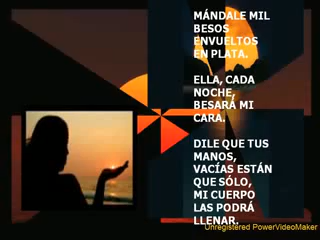 MÁNDALE MIL
BESOS
ENVUELTOS
EN PLATA.
ELLA, CADA
NOCHE,
BESARÁ MI
CARA.
DILE QUE TUS
MANOS,
VACÍAS ESTÁN
QUE SÓLO,
MI CUERPO
LAS PODRÁ
LLENAR.
Unregistered PowerVideoMaker